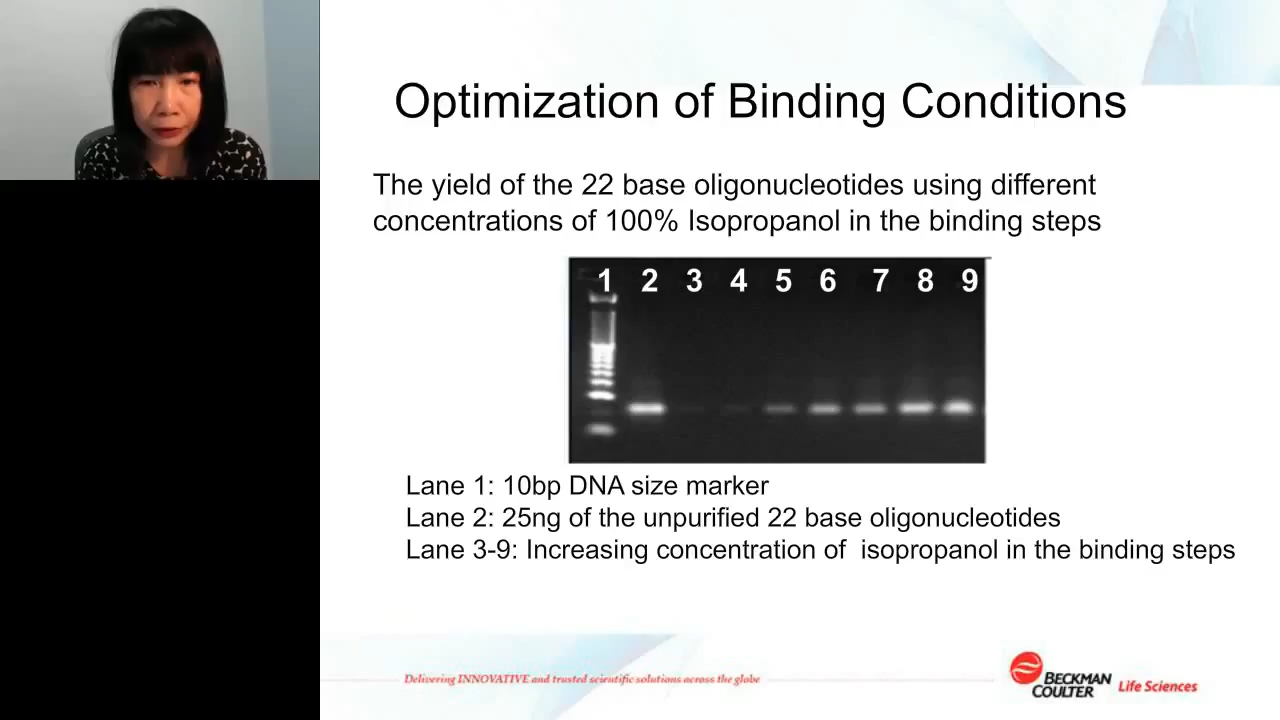 Optimization of Binding Conditions
The yield of the 22 base oligonucleotides using different
concentrations of 100% Isopropanol in the binding steps
1 2 3 4 5 6 7 8 9
Lane 1: 10bp DNA size marker
Lane 2: 25ng of the unpurified 22 base oligonucleotides
Lane 3-9: Increasing concentration of isopropanol in the binding steps
Delivering INNOVATIVE and trusted scientific solutions across the globe
BECKMAN
COULTER Life Sciences